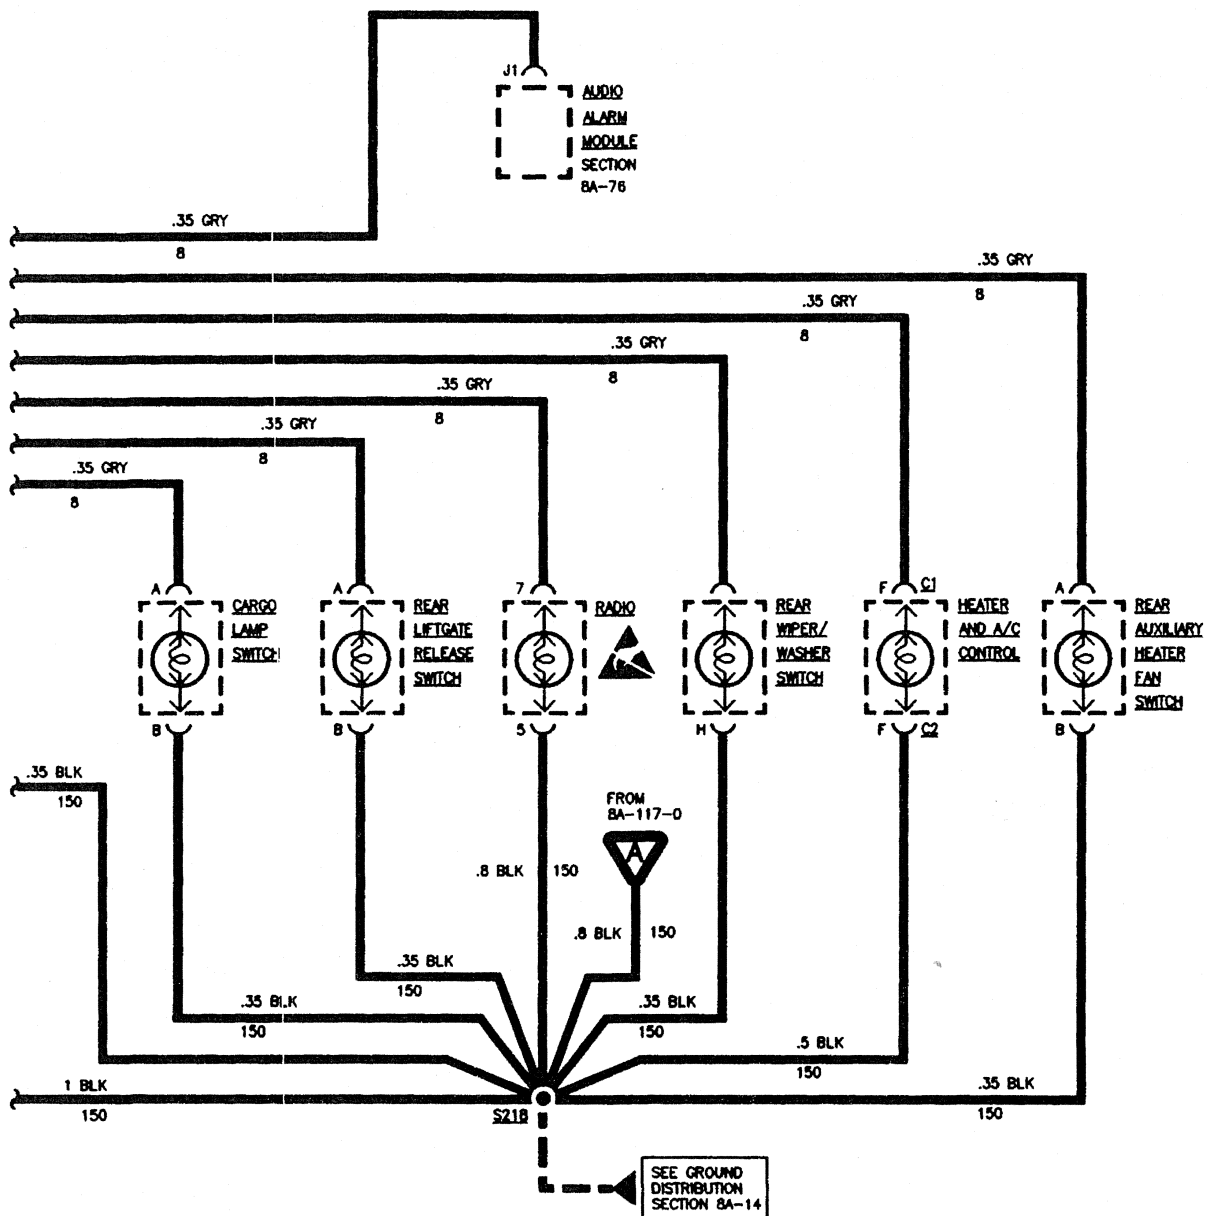 J1
AUDIO
ALARM
MODULE
SECTION
8A-76
.35 GRY
8
.35 GRY
8
.35 GRY
8
.35 GRY
8
.35 GRY
8
.35 GRY
8
.35 GRY
8
A
CARGO
LAMP
SWITCH
B
A
REAR
LIFTGATE
RELEASE
SWITCH
B
7
RADIO
5
REAR
WIPER/
WASHER
SWITCH
H
F
C1
HEATER
AND A/C
CONTROL
F
C2
A
REAR
AUXILIARY
HEATER
FAN
SWITCH
B
.35 BLK
150
FROM
8A-117-0
A
.8 BLK
150
.8 BLK
150
.35 BLK
150
.35 BLK
150
.35 BLK
150
.5 BLK
150
1 BLK
150
.35 BLK
150
S218
SEE GROUND
DISTRIBUTION
SECTION 8A-14